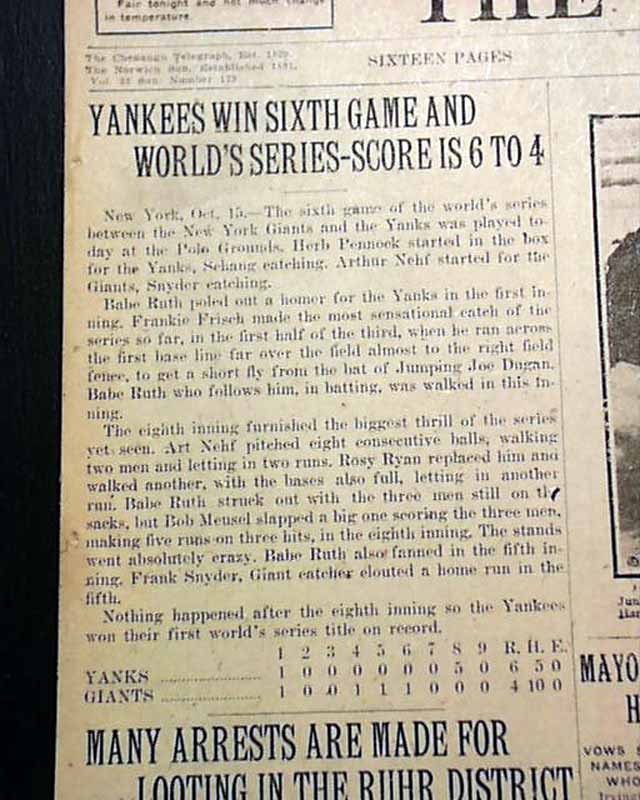 Fair tonight and not much change
in temperature.
THE
The Chenango Telegraph, Est. 1829.
The Norwich Sun, Established 1891.
Vol. 32 Sun. Number 179
SIXTEEN PAGES
YANKEES WIN SIXTH GAME AND
WORLD'S SERIES-SCORE IS 6 TO 4
New York, Oct. 15.—The sixth game of the world's series
between the New York Giants and the Yanks was played to-
day at the Polo Grounds. Herb Pennock started in the box
for the Yanks, Schang catching. Arthur Nehf started for the
Giants, Snyder catching.
Babe Ruth poled out a homer for the Yanks in the first in-
ning. Frankie Frisch made the most sensational catch of the
series so far, in the first half of the third, when he ran across
the first base line far over the field almost to the right field
fence, to get a short fly from the bat of Jumping Joe Dugan.
Babe Ruth who follows him, in batting, was walked in this in-
ning.
The eighth inning furnished the biggest thrill of the series
yet seen. Art Nehf pitched eight consecutive balls, walking
two men and letting in two runs. Rosy Ryan replaced him and
walked another, with the bases also full, letting in another
run. Babe Ruth struck out with the three men still on the
sacks, but Bob Meusel slapped a big one scoring the three men,
making five runs on three hits, in the eighth inning. The stands
went absolutely crazy. Babe Ruth also fanned in the fifth in-
ning. Frank Snyder, Giant catcher clouted a home run in the
fifth.
Nothing happened after the eighth inning so the Yankees
won their first world's series title on record.
1 2 3 4 5 6 7 8 9 R. H. E.
YANKS .................... 1 0 0 0 0 0 0 5 0 6 5 0
GIANTS .................... 1 0 0 1 1 1 0 0 0 4 10 0
MANY ARRESTS ARE MADE FOR
LOOTING IN THE RUHR DISTRICT
Jun
MAYO
H
VOWS
NAMES
WHO